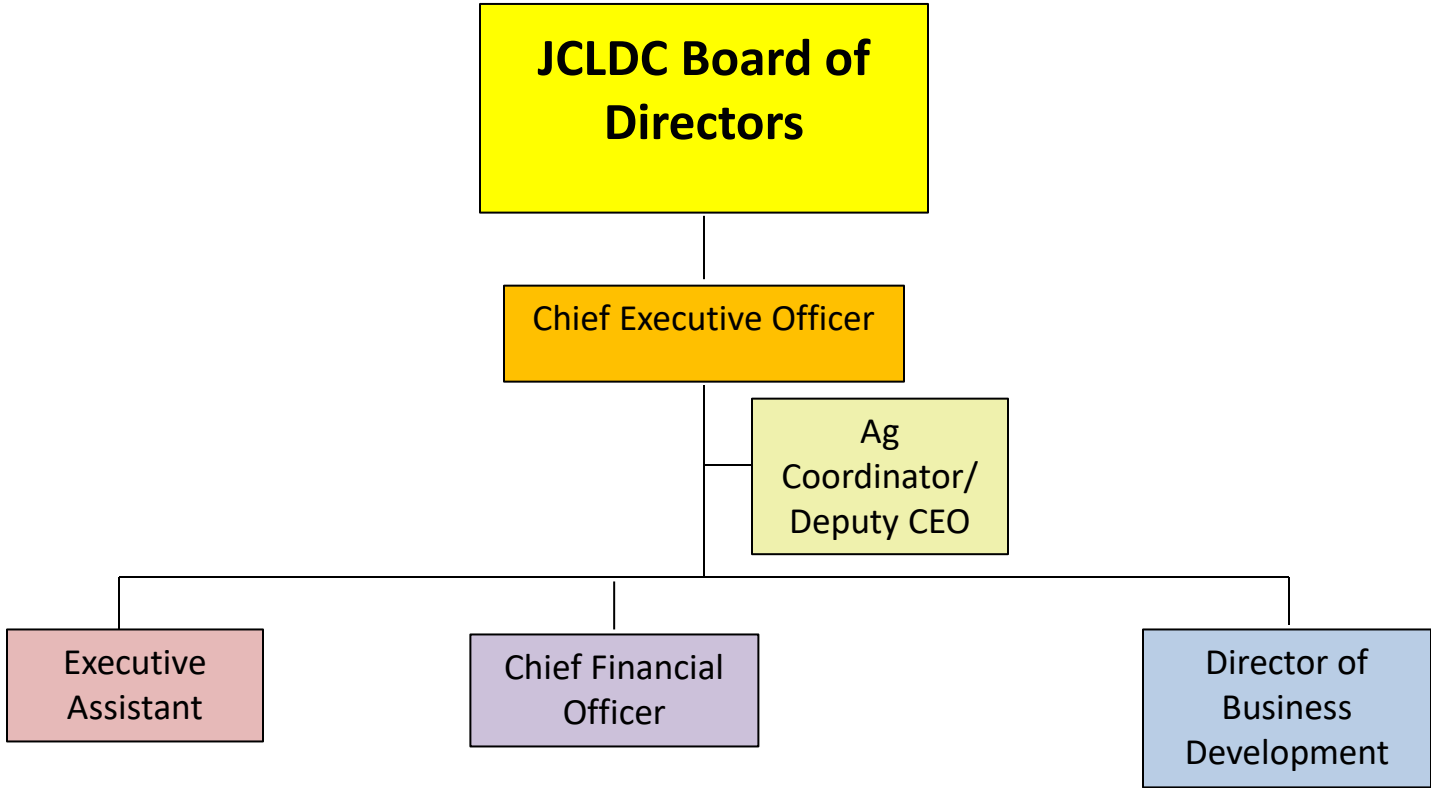 JCLDC Board of
Directors
Chief Executive Officer
Ag
Coordinator/
Deputy CEO
Executive
Assistant
Chief Financial
Officer
Director of
Business
Development